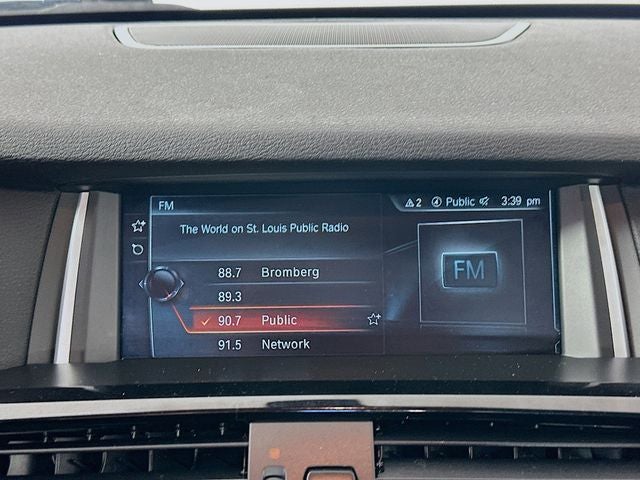 FM
2 Public 3:39 pm
The World on St. Louis Public Radio
88.7 Bromberg
89.3
90.7 Public
91.5 Network
FM